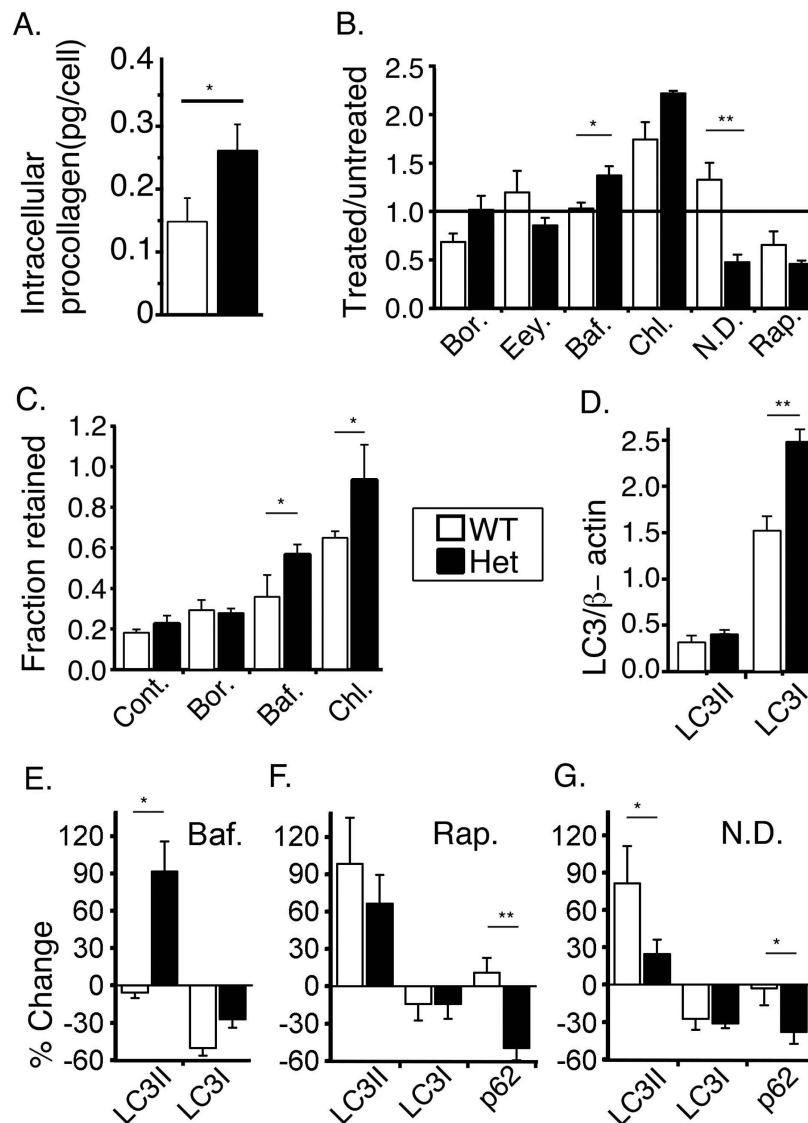 A.
Intracellular
procollagen(pg/cell)
0.4
0.3
0.2
0.1
0
*
B.
Treated/untreated
2.5
2.0
1.5
1.0
0.5
0.0
*
**
Bor.
Eey.
Baf.
Chl.
N.D.
Rap.
C.
Fraction retained
1.2
1.0
0.8
0.6
0.4
0.2
0.0
*
*
Cont.
Bor.
Baf.
Chl.
WT
Het
D.
LC3/β– actin
2.5
2.0
1.5
1.0
0.5
0.0
**
LC3II
LC3I
E.
% Change
120
90
60
30
0
-30
-60
*
Baf.
LC3II
LC3I
F.
120
90
60
30
0
-30
-60
Rap.
**
LC3II
LC3I
p62
G.
120
90
60
30
0
-30
-60
*
N.D.
*
LC3II
LC3I
p62